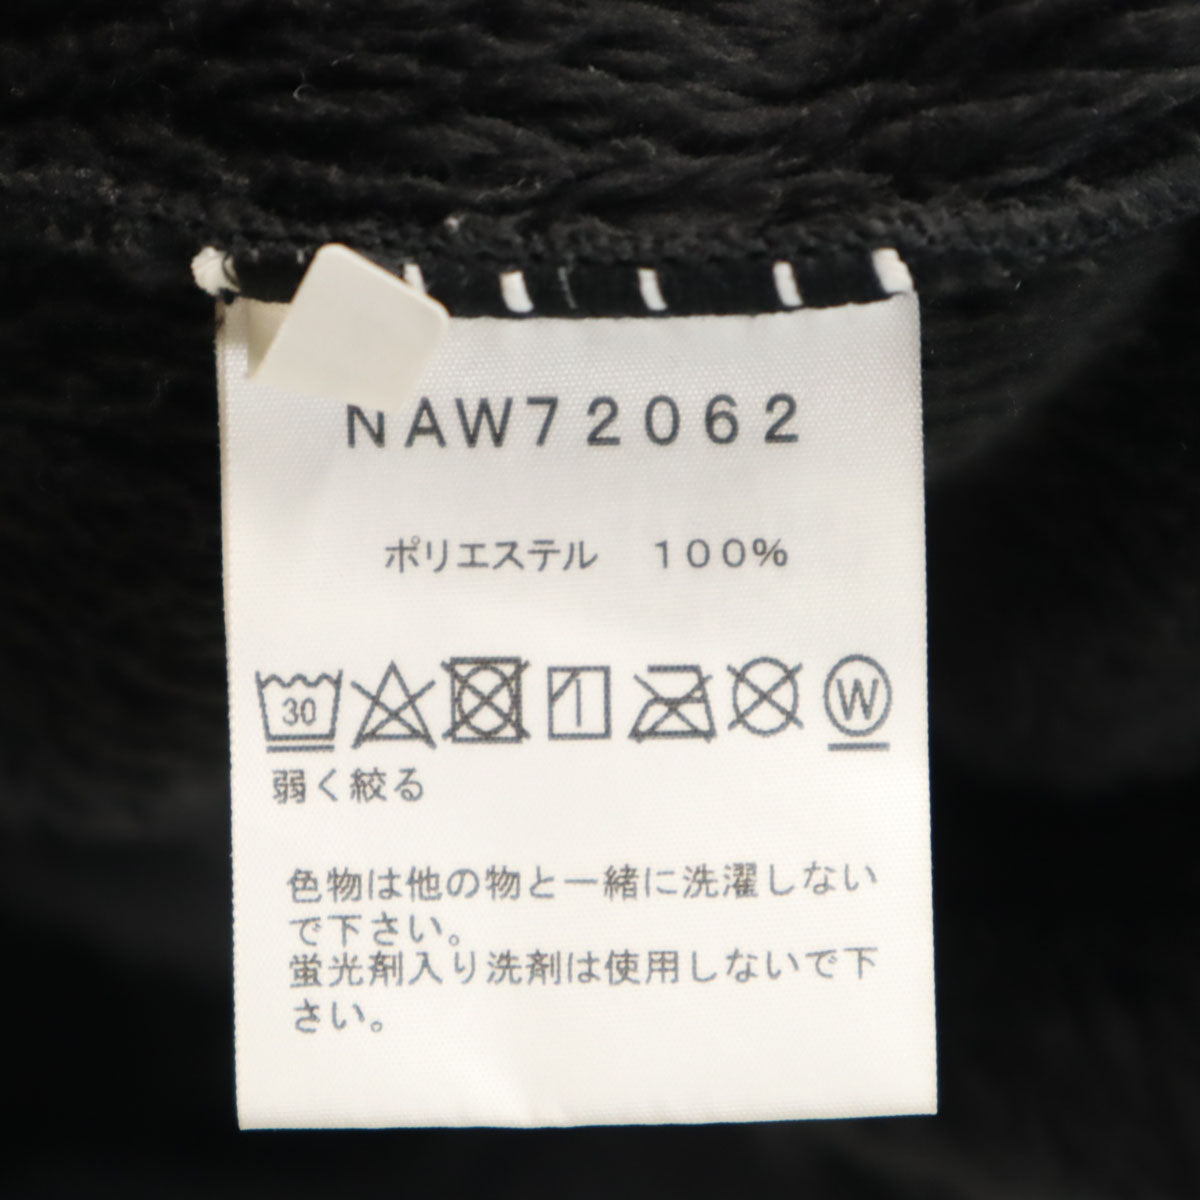 NAW72062
ポリエステル 100%
30 W
弱く絞る
色物は他の物と一緒に洗濯しない
で下さい。
蛍光剤入り洗剤は使用しないで下
さい。